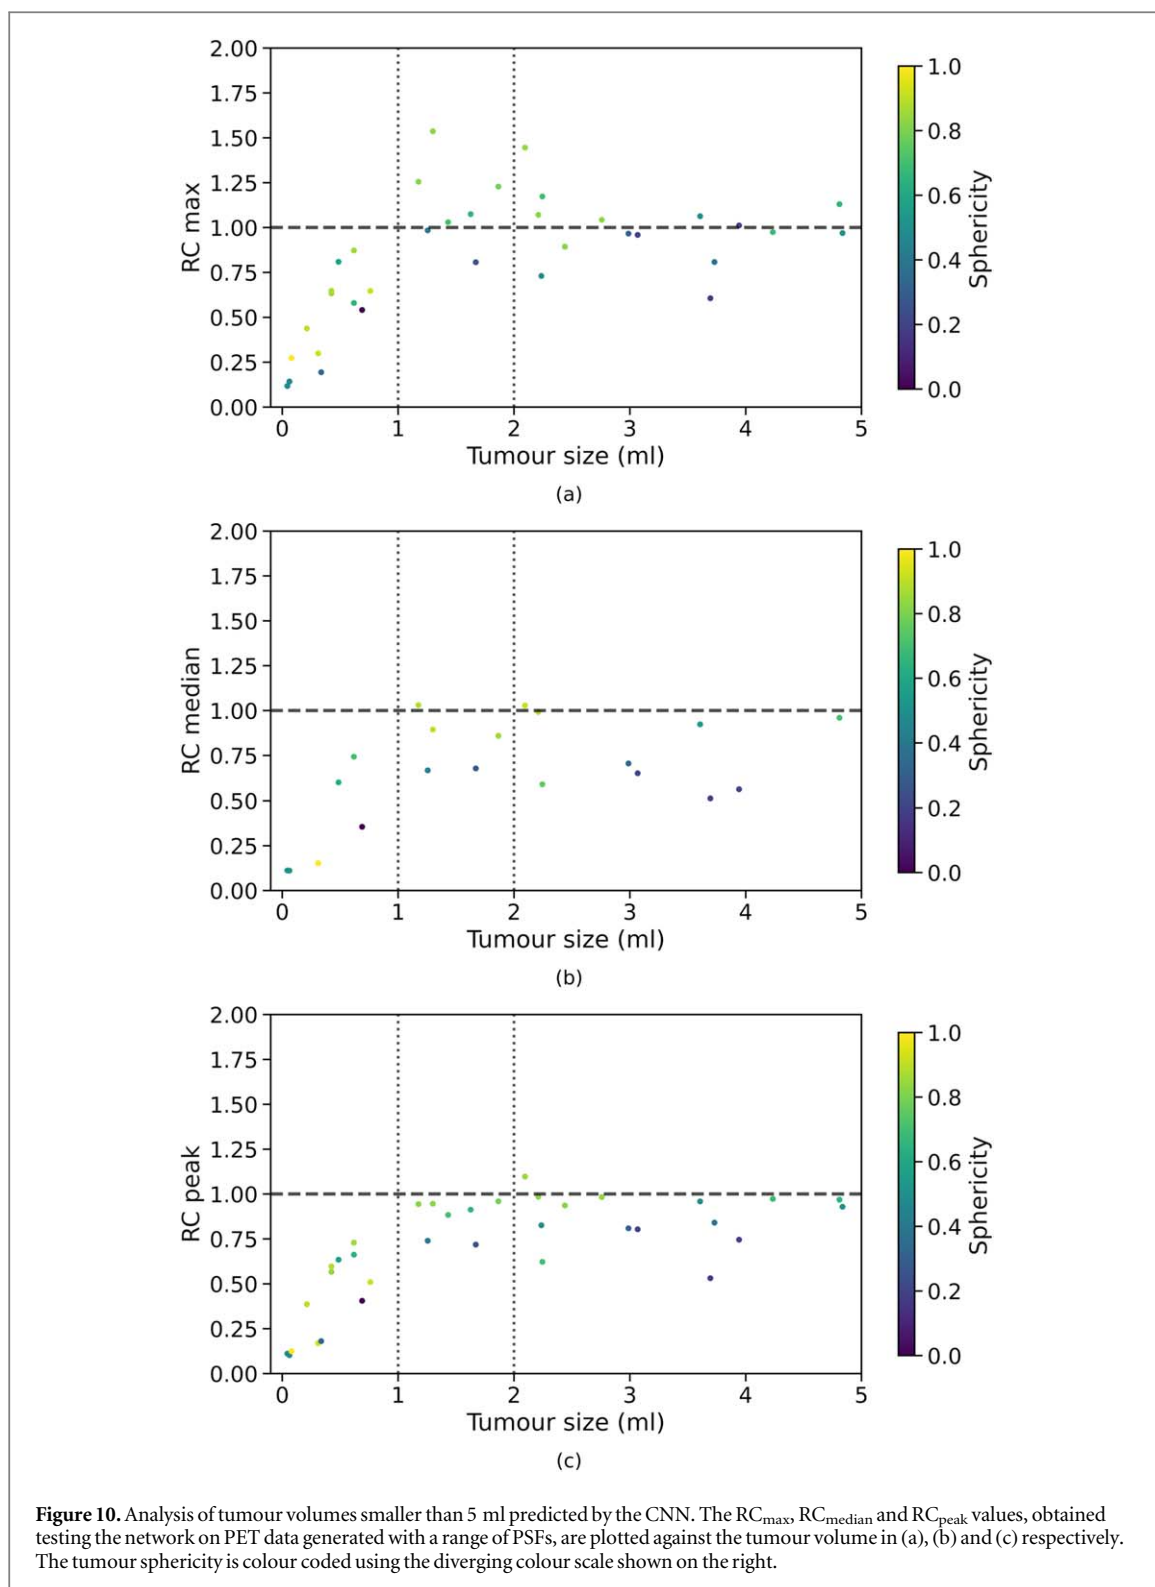 2.00
1.75
1.50
1.25
1.00
0.75
0.50
0.25
0.00
RC max
0 1 2 3 4 5
Tumour size (ml)
1.0
0.8
0.6
0.4
0.2
0.0
Sphericity
(a)
2.00
1.75
1.50
1.25
1.00
0.75
0.50
0.25
0.00
RC median
0 1 2 3 4 5
Tumour size (ml)
1.0
0.8
0.6
0.4
0.2
0.0
Sphericity
(b)
2.00
1.75
1.50
1.25
1.00
0.75
0.50
0.25
0.00
RC peak
0 1 2 3 4 5
Tumour size (ml)
1.0
0.8
0.6
0.4
0.2
0.0
Sphericity
(c)
Figure 10. Analysis of tumour volumes smaller than 5 ml predicted by the CNN. The RCmax, RCmedian and RCpeak values, obtained
testing the network on PET data generated with a range of PSFs, are plotted against the tumour volume in (a), (b) and (c) respectively.
The tumour sphericity is colour coded using the diverging colour scale shown on the right.